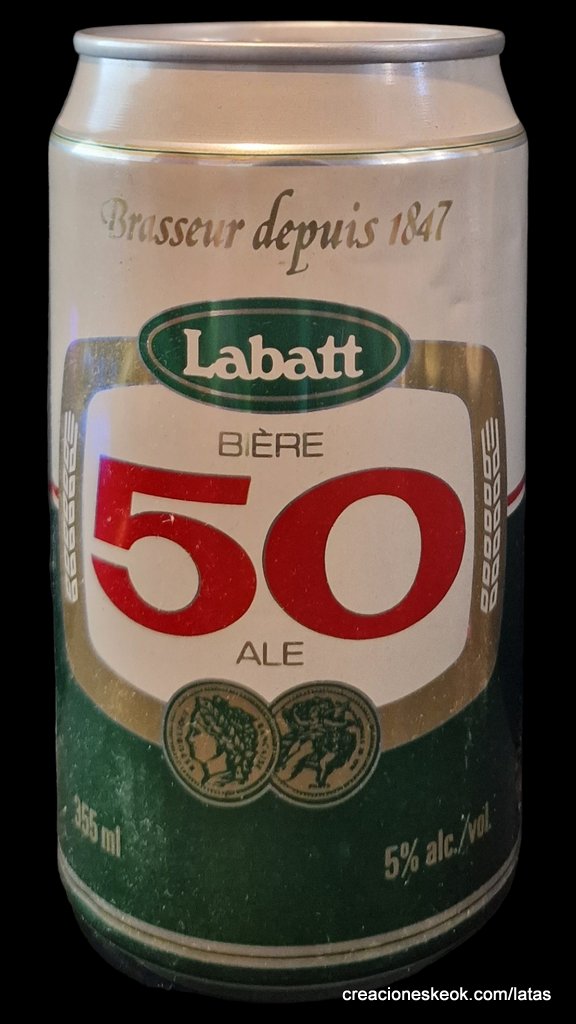 Brasseur depuis 1847
Labatt
BIÈRE
50
ALE
355 ml
5% alc./vol.
creacioneskeok.com/latas